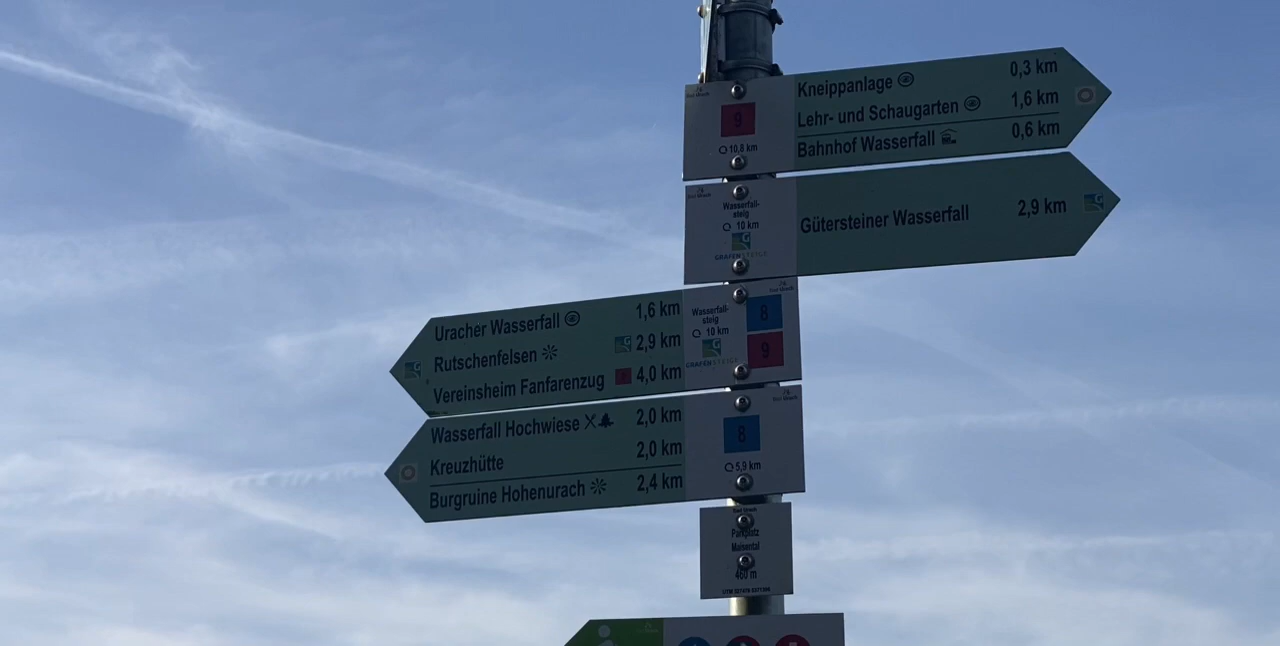 9
10,8 km
Kneippanlage 0,3 km
Lehr- und Schaugarten 1,6 km
Bahnhof Wasserfall 0,6 km
Wasserfall-
steig
10 km
G
GRAFENSTEIGE
Gütersteiner Wasserfall 2,9 km
Uracher Wasserfall 1,6 km
Rutschenfelsen 2,9 km
Vereinsheim Fanfarenzug 4,0 km
Wasserfall-
steig
10 km
G
GRAFENSTEIGE
8
9
Wasserfall Hochwiese 2,0 km
Kreuzhütte 2,0 km
Burgruine Hohenurach 2,4 km
8
5,9 km
Parkplatz
Maisental
460 m